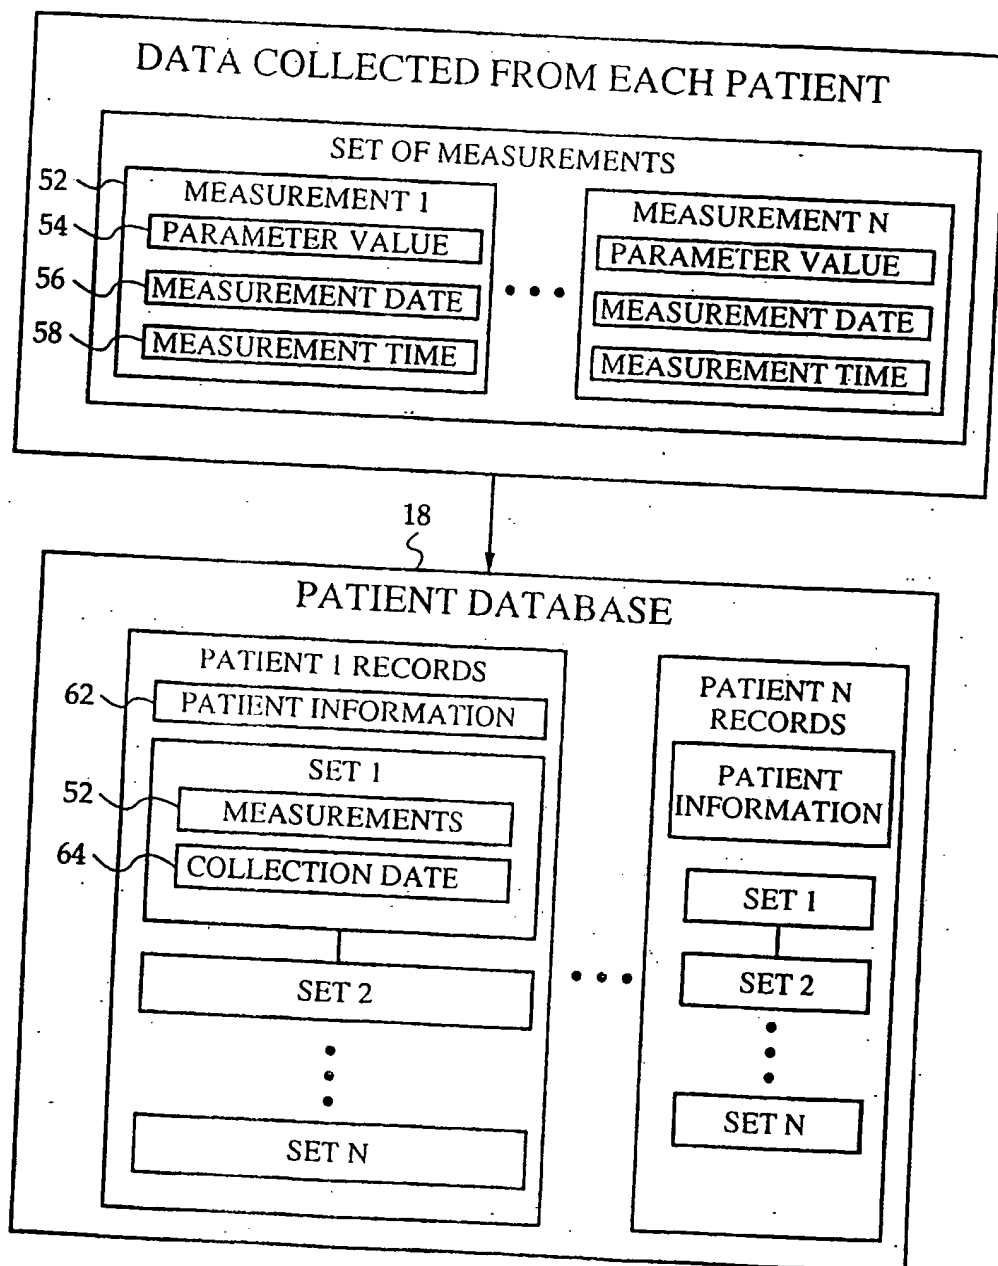 DATA COLLECTED FROM EACH PATIENT
SET OF MEASUREMENTS
52
MEASUREMENT 1
54
PARAMETER VALUE
56
MEASUREMENT DATE
58
MEASUREMENT TIME
MEASUREMENT N
PARAMETER VALUE
MEASUREMENT DATE
MEASUREMENT TIME
18
PATIENT DATABASE
PATIENT 1 RECORDS
62
PATIENT INFORMATION
SET 1
52
MEASUREMENTS
64
COLLECTION DATE
SET 2
SET N
PATIENT N
RECORDS
PATIENT
INFORMATION
SET 1
SET 2
SET N